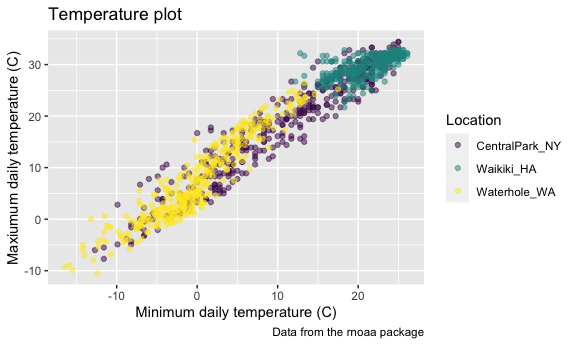 Temperature plot
Maxiumum daily temperature (C)
30
20
10
0
-10
-10
0
10
20
Minimum daily temperature (C)
Location
CentralPark_NY
Waikiki_HA
Waterhole_WA
Data from the rnoaa package